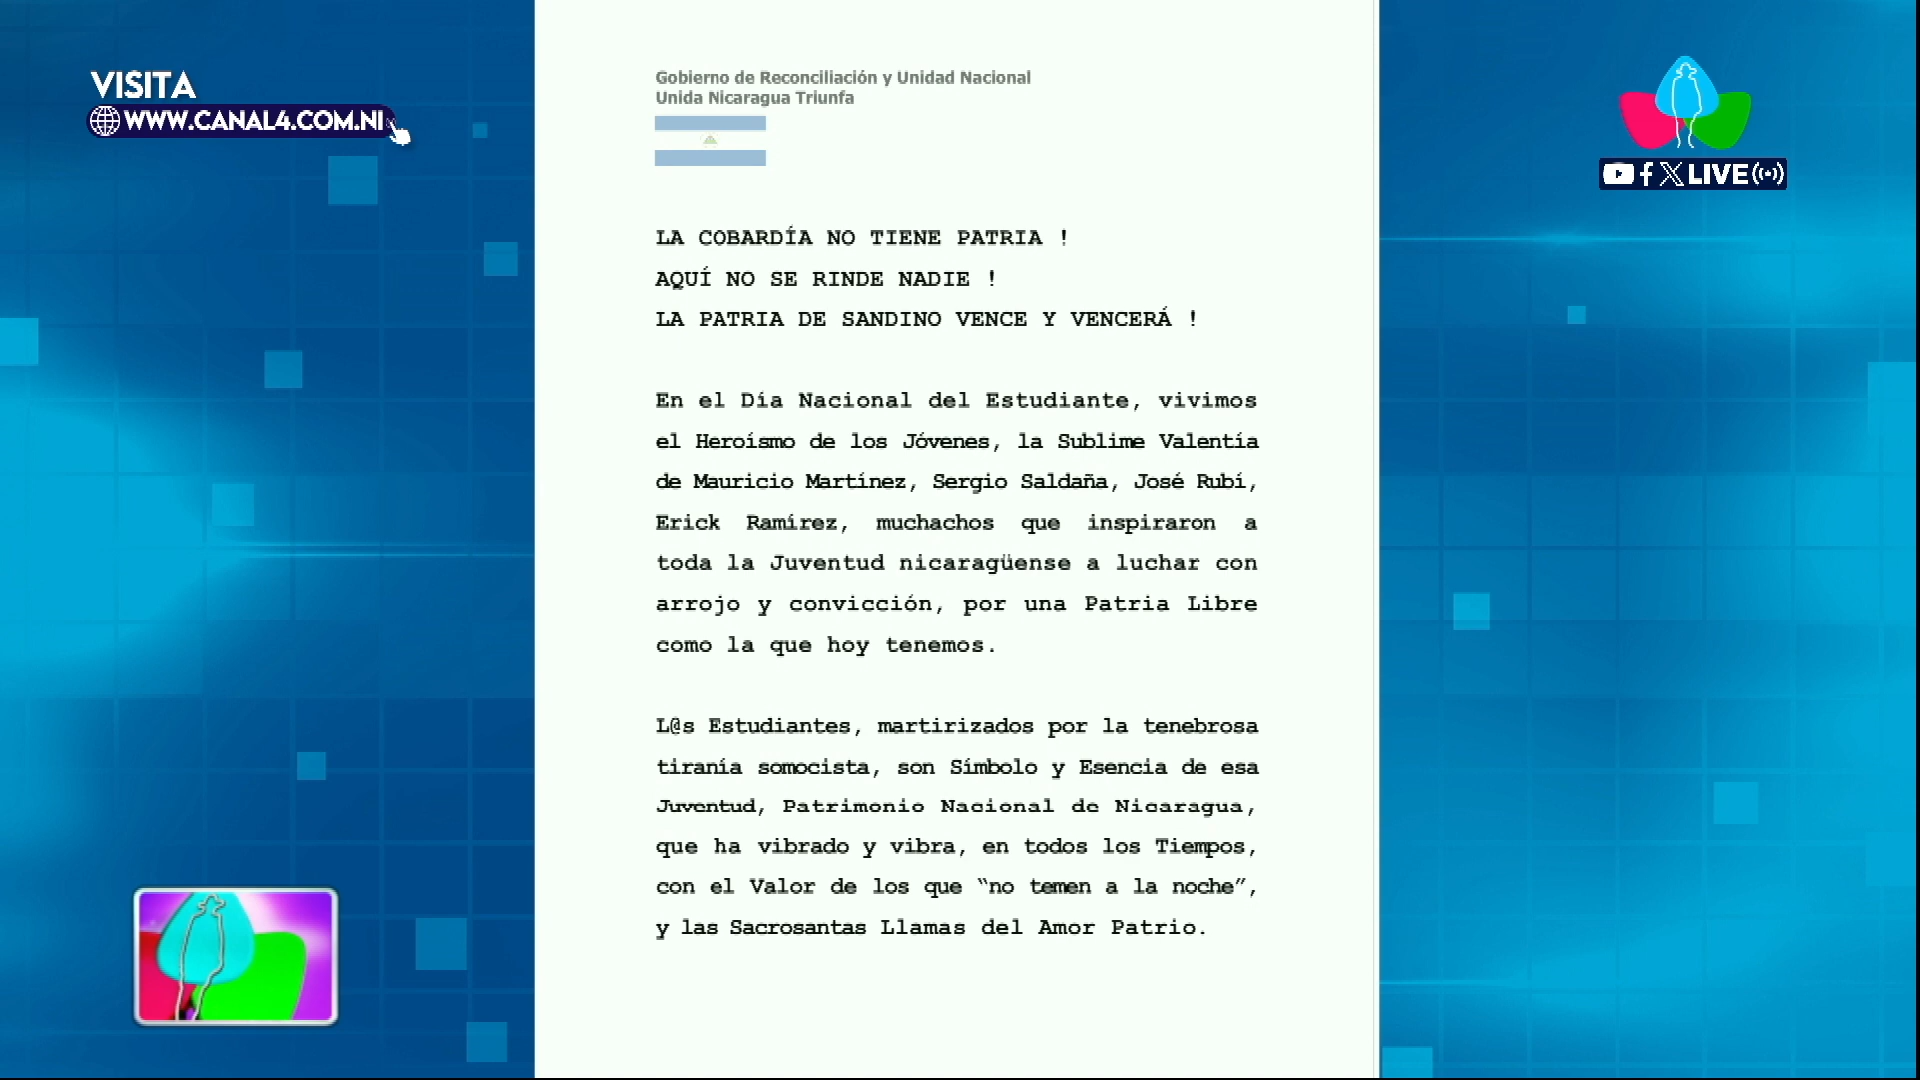 VISITA
WWW.CANAL4.COM.NI
LIVE
Gobierno de Reconciliación y Unidad Nacional
Unida Nicaragua Triunfa
LA COBARDÍA NO TIENE PATRIA !
AQUÍ NO SE RINDE NADIE !
LA PATRIA DE SANDINO VENCE Y VENCERÁ !
En el Día Nacional del Estudiante, vivimos
el Heroísmo de los Jóvenes, la Sublime Valentía
de Mauricio Martínez, Sergio Saldaña, José Rubí,
Erick Ramírez, muchachos que inspiraron a
toda la Juventud nicaragüense a luchar con
arrojo y convicción, por una Patria Libre
como la que hoy tenemos.
L@s Estudiantes, martirizados por la tenebrosa
tiranía somocista, son Símbolo y Esencia de esa
Juventud, Patrimonio Nacional de Nicaragua,
que ha vibrado y vibra, en todos los Tiempos,
con el Valor de los que “no temen a la noche”,
y las Sacrosantas Llamas del Amor Patrio.